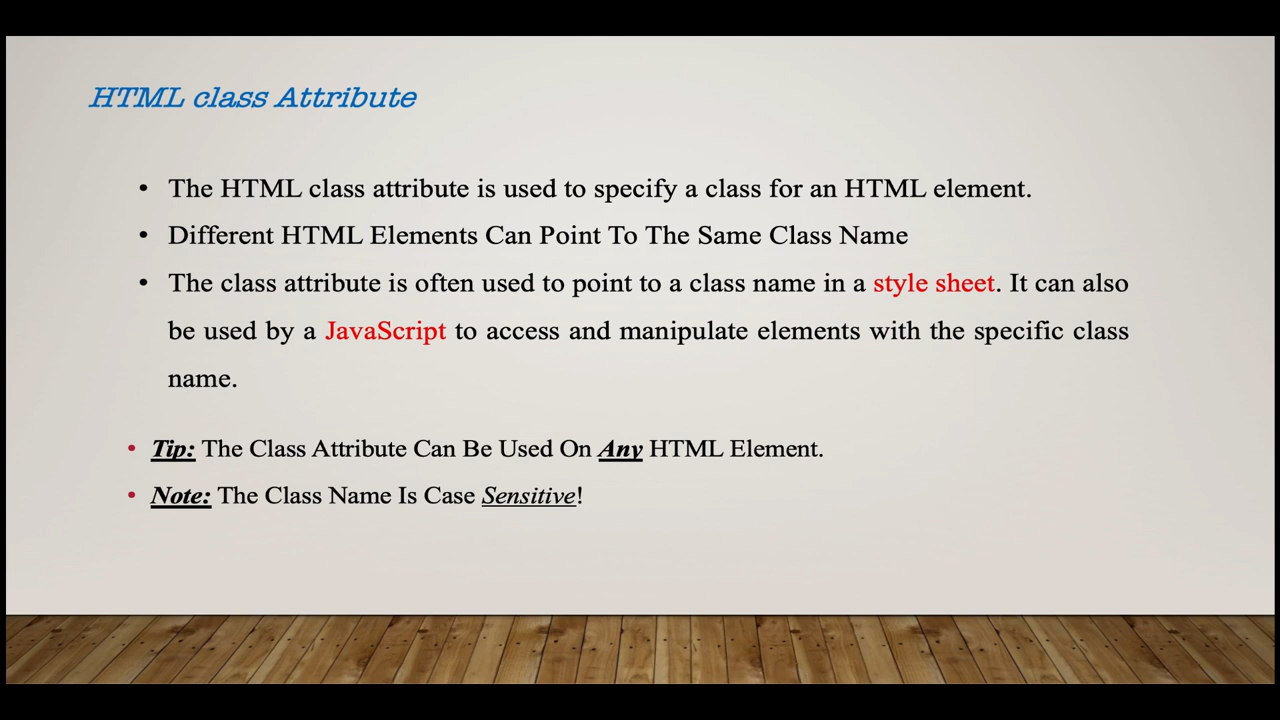 HTML class Attribute
• The HTML class attribute is used to specify a class for an HTML element.
• Different HTML Elements Can Point To The Same Class Name
• The class attribute is often used to point to a class name in a style sheet. It can also
be used by a JavaScript to access and manipulate elements with the specific class
name.
• Tip: The Class Attribute Can Be Used On Any HTML Element.
• Note: The Class Name Is Case Sensitive!